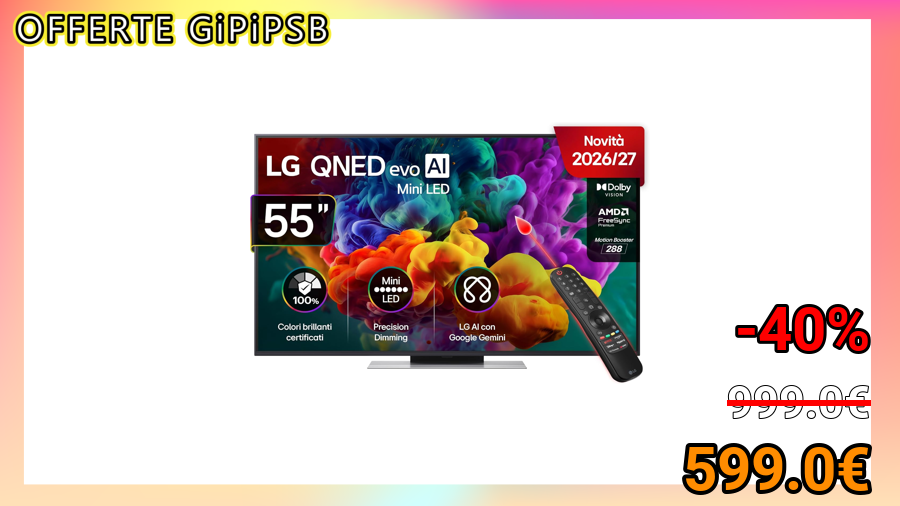 OFFERTE GiPiPSB
Novità
2026/27
LG QNED evo AI
Mini LED
55"
Dolby
VISION
AMD
FreeSync
Premium
Motion Booster
288
100%
Mini
LED
Colori brillanti
certificati
Precision
Dimming
LG AI con
Google Gemini
-40%
999.0€
599.0€